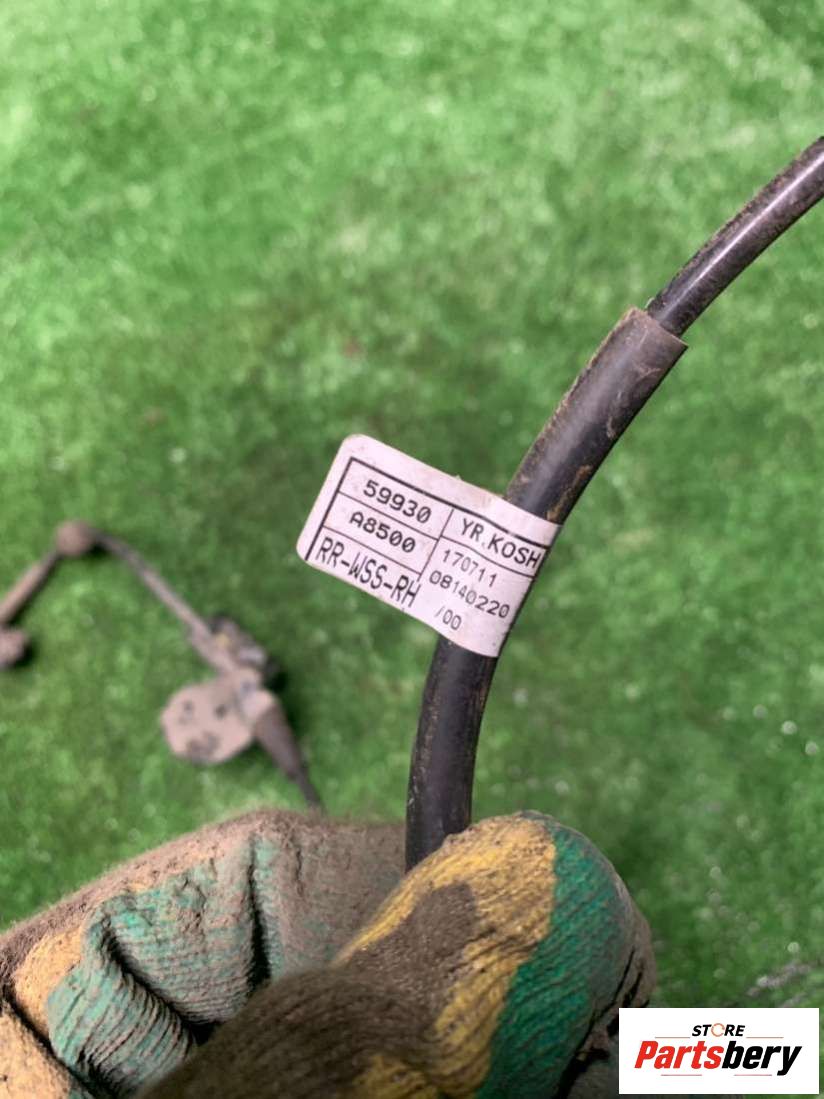 59930
A8500
RR-WSS-RH
YR.KOSH
170711
08140220
/00
STORE
Partsbery